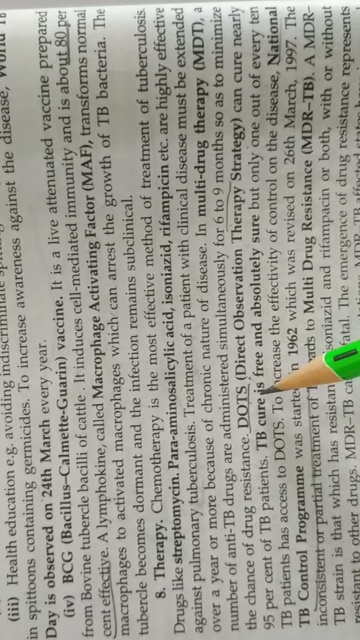 (iii) Health education e.g. avoiding indiscriminate
in spittoons containing germicides. To increase awareness against the disease, World TB
Day is observed on 24th March every year.
(iv) BCG (Bacillus–Calmette-Guarin) vaccine. It is a live attenuated vaccine prepared
from Bovine tubercle bacilli of cattle. It induces cell-mediated immunity and is about 80 per
cent effective. A lymphokine, called Macrophage Activating Factor (MAF), transforms normal
macrophages to activated macrophages which can arrest the growth of TB bacteria. The
tubercle becomes dormant and the infection remains subclinical.
8. Therapy. Chemotherapy is the most effective method of treatment of tuberculosis.
Drugs like streptomycin. Para-aminosalicylic acid, isoniazid, rifampicin etc. are highly effective
against pulmonary tuberculosis. Treatment of a patient with clinical disease must be extended
over a year or more because of chronic nature of disease. In multi-drug therapy (MDT), a
number of anti-TB drugs are administered simultaneously for 6 to 9 months so as to minimize
the chance of drug resistance. DOTS (Direct Observation Therapy Strategy) can cure nearly
95 per cent of TB patients. TB cure is free and absolutely sure but only one out of every ten
TB patients has access to DOTS. To increase the effectivity of control on the disease, National
TB Control Programme was started in 1962 which was revised on 26th March, 1997. The
inconsistent or partial treatment of to Multi Drug Resistance (MDR–TB). A MDR–
TB strain is that which has isoniazid and rifanpacin or both, with or without
resistance to other drugs. MDR–TB fatal. The emergence of drug resistance represents